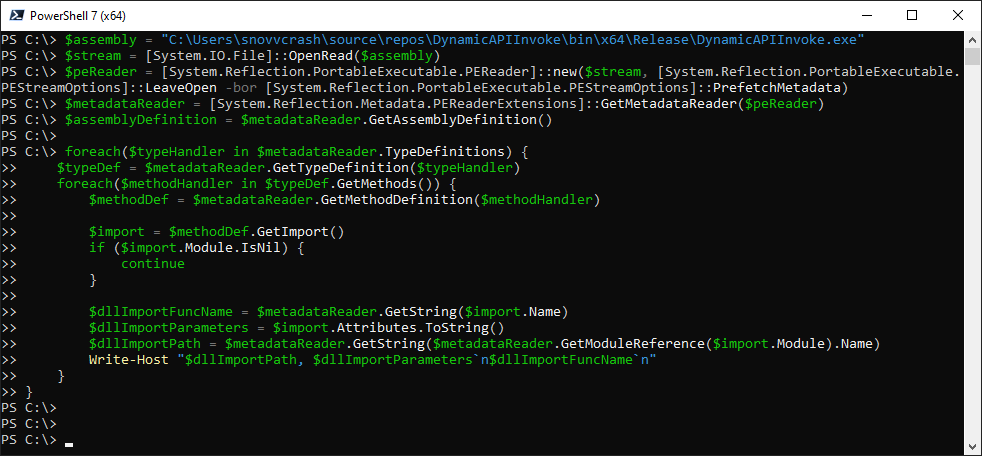 PowerShell 7 (x64)
PS C:\> $assembly = "C:\Users\snovvcrash\source\repos\DynamicAPIInvoke\bin\x64\Release\DynamicAPIInvoke.exe"
PS C:\> $stream = [System.IO.File]::OpenRead($assembly)
PS C:\> $peReader = [System.Reflection.PortableExecutable.PEReader]::new($stream, [System.Reflection.PortableExecutable.
PEStreamOptions]::LeaveOpen -bor [System.Reflection.PortableExecutable.PEStreamOptions]::PrefetchMetadata)
PS C:\> $metadataReader = [System.Reflection.Metadata.PEReaderExtensions]::GetMetadataReader($peReader)
PS C:\> $assemblyDefinition = $metadataReader.GetAssemblyDefinition()
PS C:\>
PS C:\> foreach($typeHandler in $metadataReader.TypeDefinitions) {
>>     $typeDef = $metadataReader.GetTypeDefinition($typeHandler)
>>     foreach($methodHandler in $typeDef.GetMethods()) {
>>         $methodDef = $metadataReader.GetMethodDefinition($methodHandler)
>>
>>         $import = $methodDef.GetImport()
>>         if ($import.Module.IsNil) {
>>             continue
>>         }
>>
>>         $dllImportFuncName = $metadataReader.GetString($import.Name)
>>         $dllImportParameters = $import.Attributes.ToString()
>>         $dllImportPath = $metadataReader.GetString($metadataReader.GetModuleReference($import.Module).Name)
>>         Write-Host "$dllImportPath, $dllImportParameters`n$dllImportFuncName`n"
>>     }
>> }
PS C:\>
PS C:\>
PS C:\>